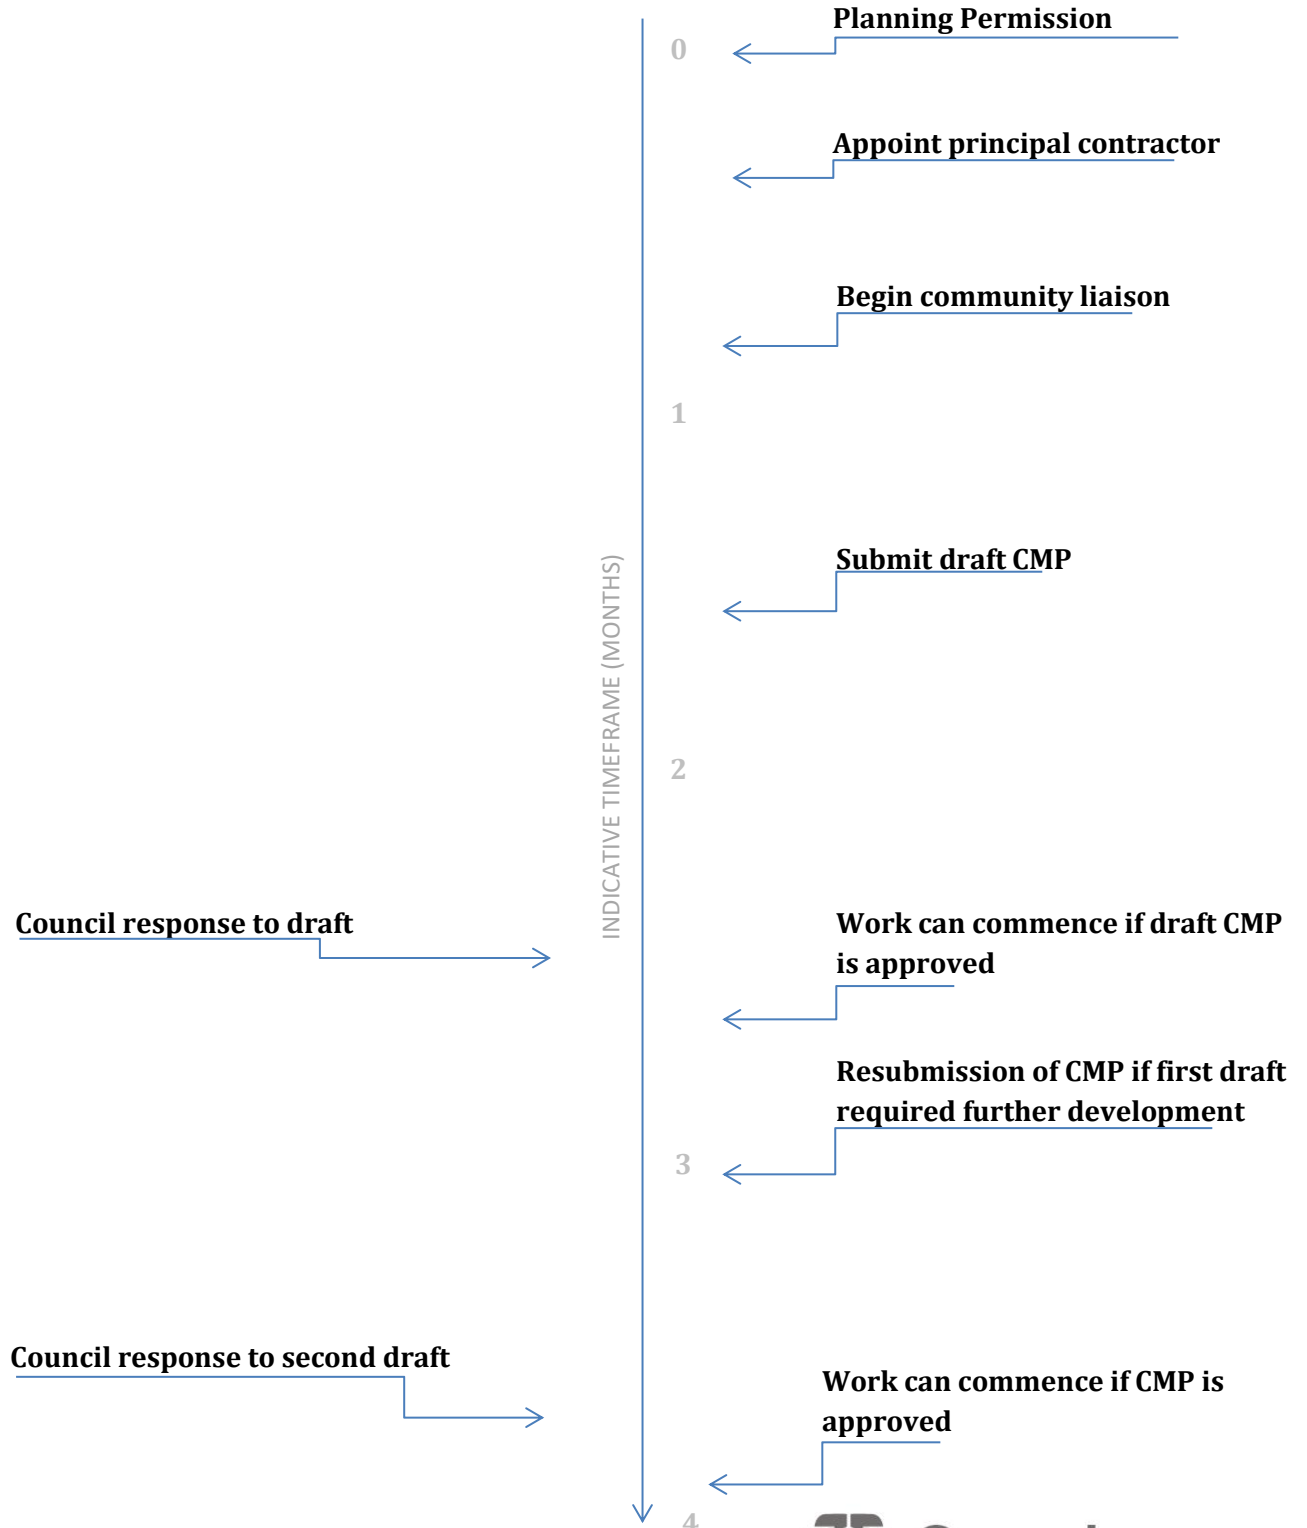 Planning Permission
0
Appoint principal contractor
Begin community liaison
1
Submit draft CMP
INDICATIVE TIMEFRAME (MONTHS)
2
Council response to draft
Work can commence if draft CMP
is approved
Resubmission of CMP if first draft
required further development
3
Council response to second draft
Work can commence if CMP is
approved
4